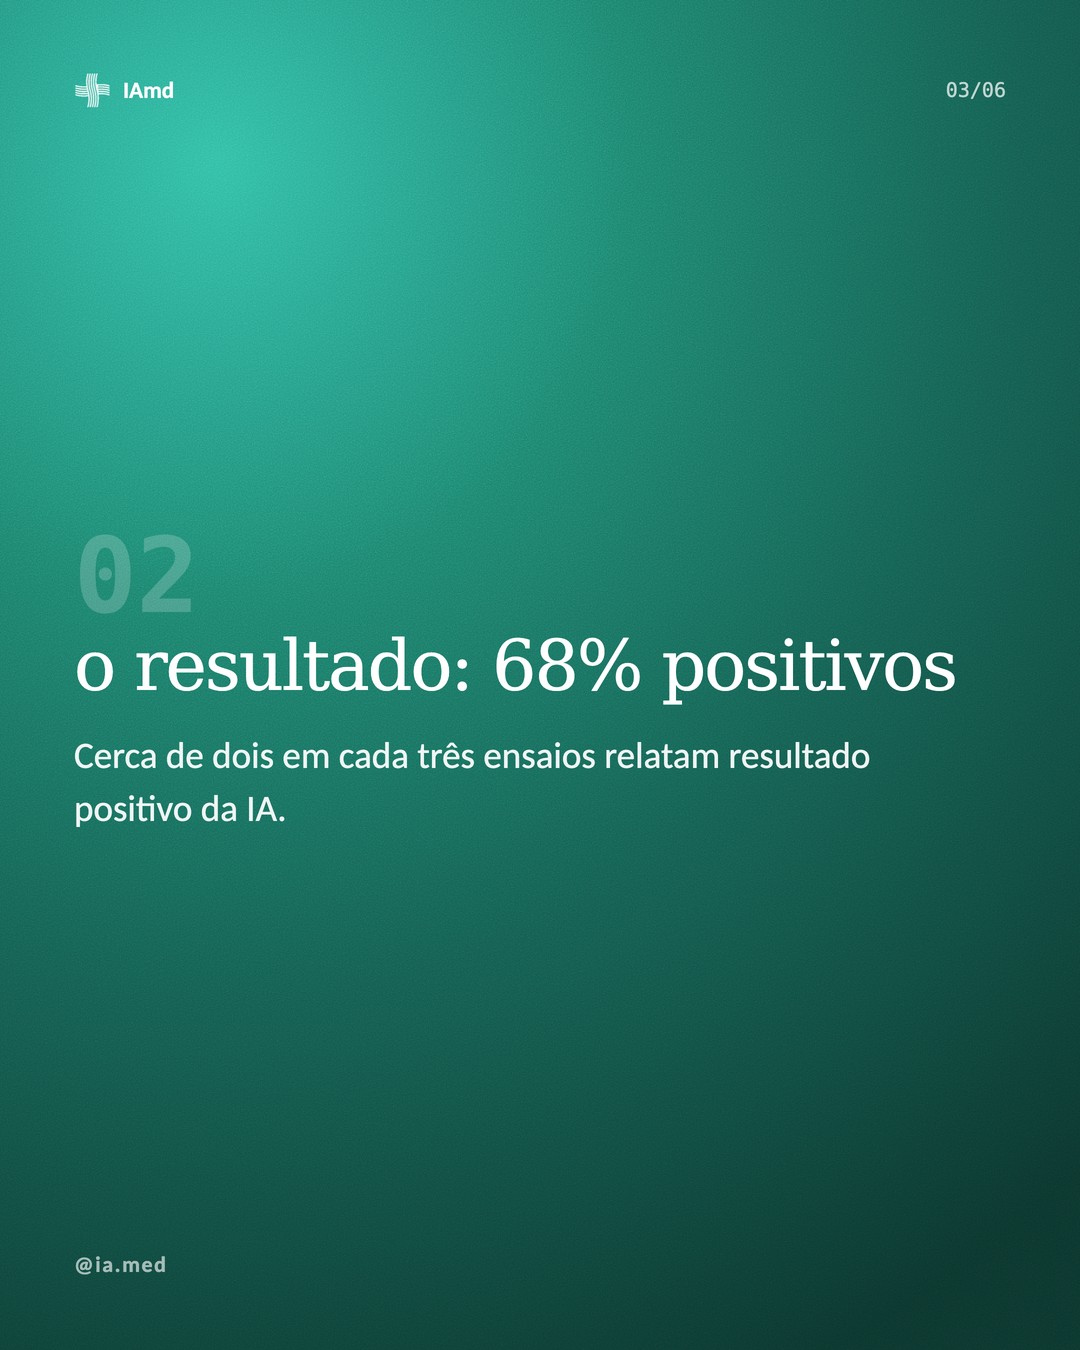 IAmd
03/06
02
o resultado: 68% positivos
Cerca de dois em cada três ensaios relatam resultado
positivo da IA.
@ia.med